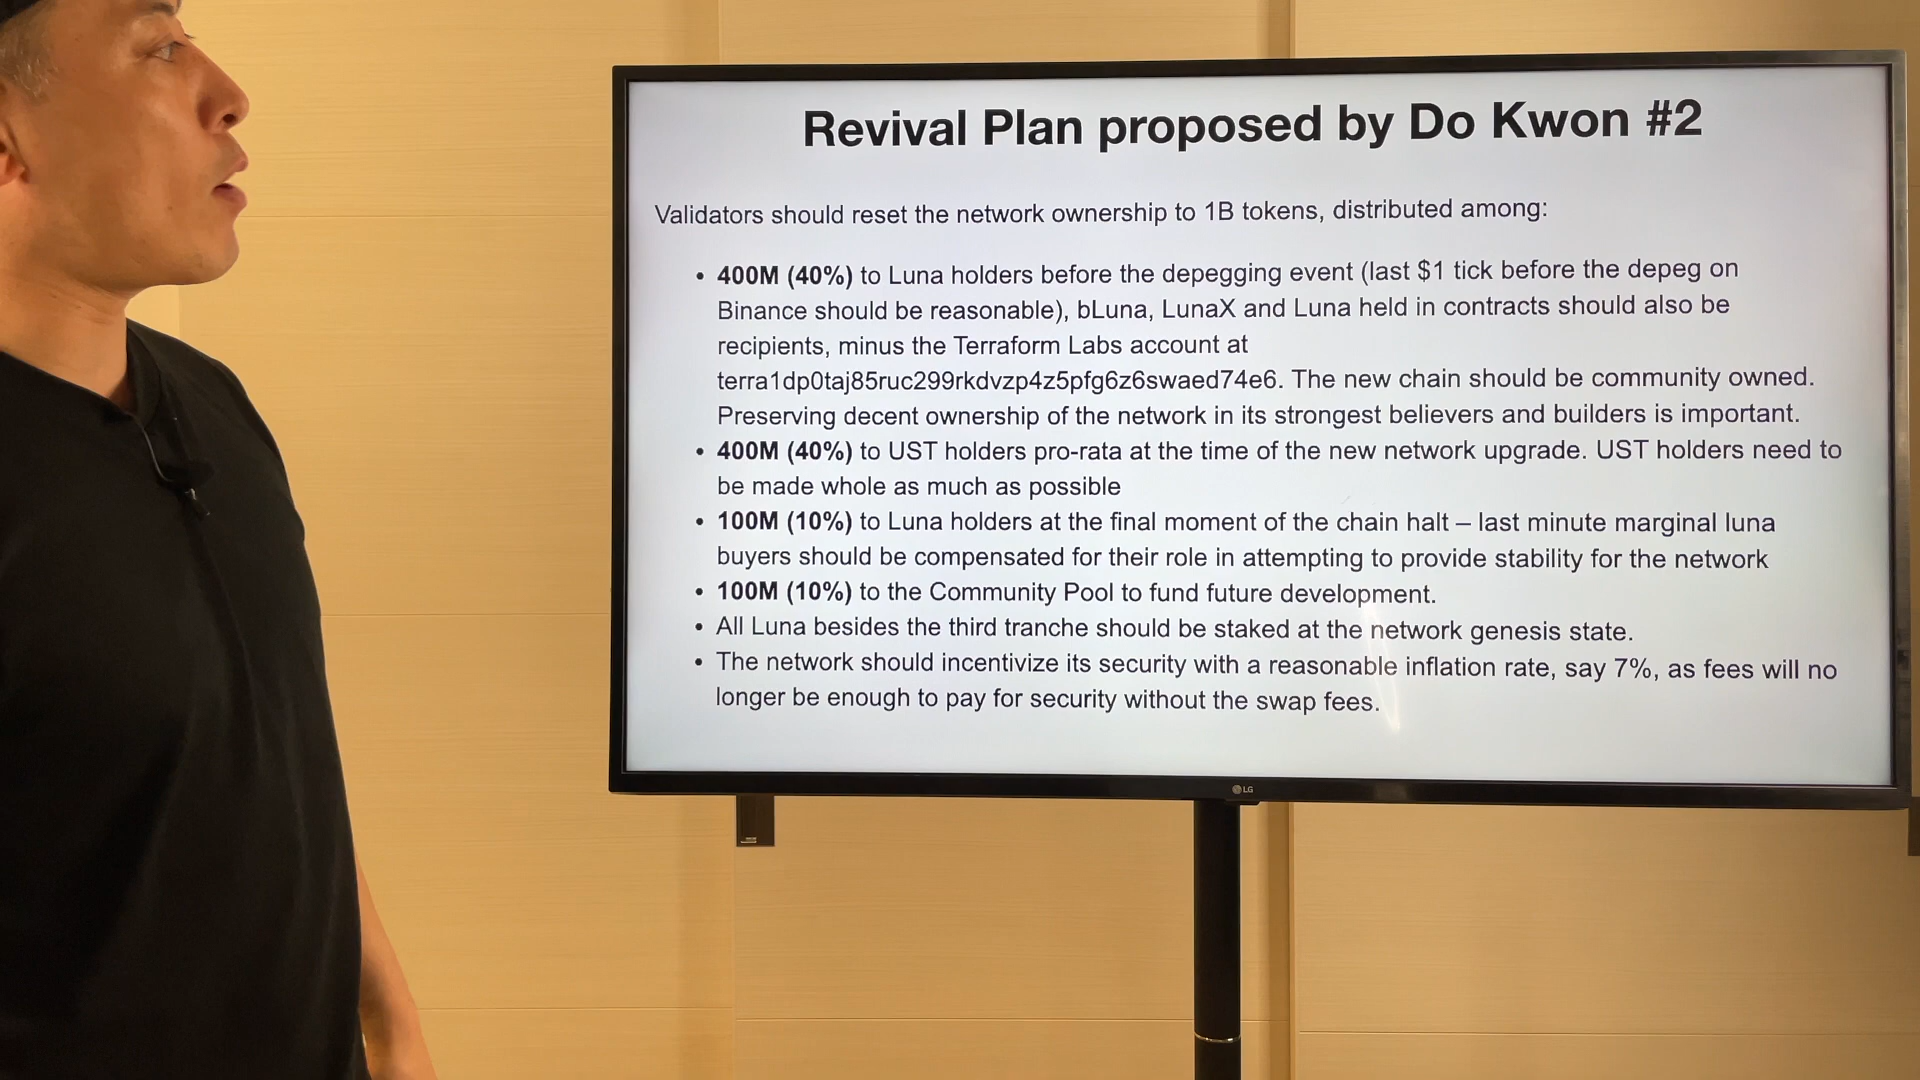 Revival Plan proposed by Do Kwon #2
Validators should reset the network ownership to 1B tokens, distributed among:
• 400M (40%) to Luna holders before the depegging event (last $1 tick before the depeg on
Binance should be reasonable), bLuna, LunaX and Luna held in contracts should also be
recipients, minus the Terraform Labs account at
terra1dp0taj85ruc299rkdvzp4z5pfg6z6swaed74e6. The new chain should be community owned.
Preserving decent ownership of the network in its strongest believers and builders is important.
• 400M (40%) to UST holders pro-rata at the time of the new network upgrade. UST holders need to
be made whole as much as possible
• 100M (10%) to Luna holders at the final moment of the chain halt – last minute marginal luna
buyers should be compensated for their role in attempting to provide stability for the network
• 100M (10%) to the Community Pool to fund future development.
• All Luna besides the third tranche should be staked at the network genesis state.
• The network should incentivize its security with a reasonable inflation rate, say 7%, as fees will no
longer be enough to pay for security without the swap fees.
LG